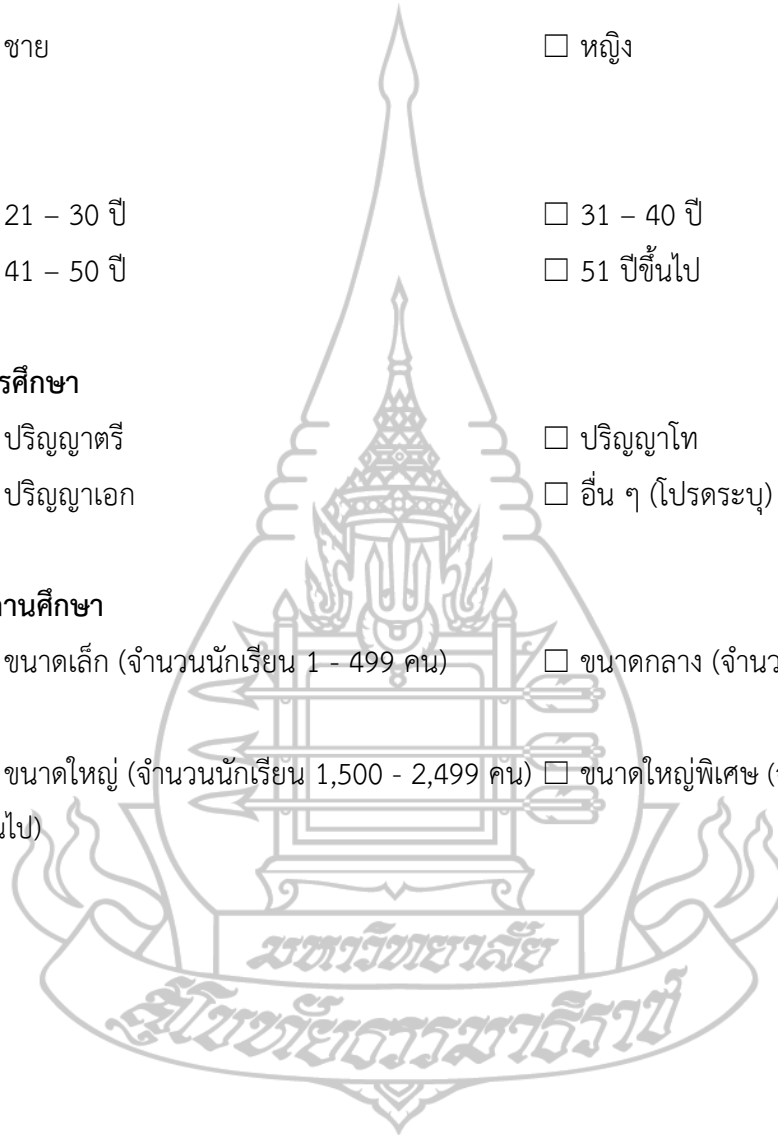 ชาย ☐ หญิง
21 – 30 ปี ☐ 31 – 40 ปี
41 – 50 ปี ☐ 51 ปีขึ้นไป
รศึกษา
ปริญญาตรี ☐ ปริญญาโท
ปริญญาเอก ☐ อื่น ๆ (โปรดระบุ)
านศึกษา
ขนาดเล็ก (จำนวนนักเรียน 1 - 499 คน) ☐ ขนาดกลาง (จำนว
ขนาดใหญ่ (จำนวนนักเรียน 1,500 - 2,499 คน) ☐ ขนาดใหญ่พิเศษ (
นไป)
มหาวิทยาลัย
สุโขทัยธรรมาธิราช